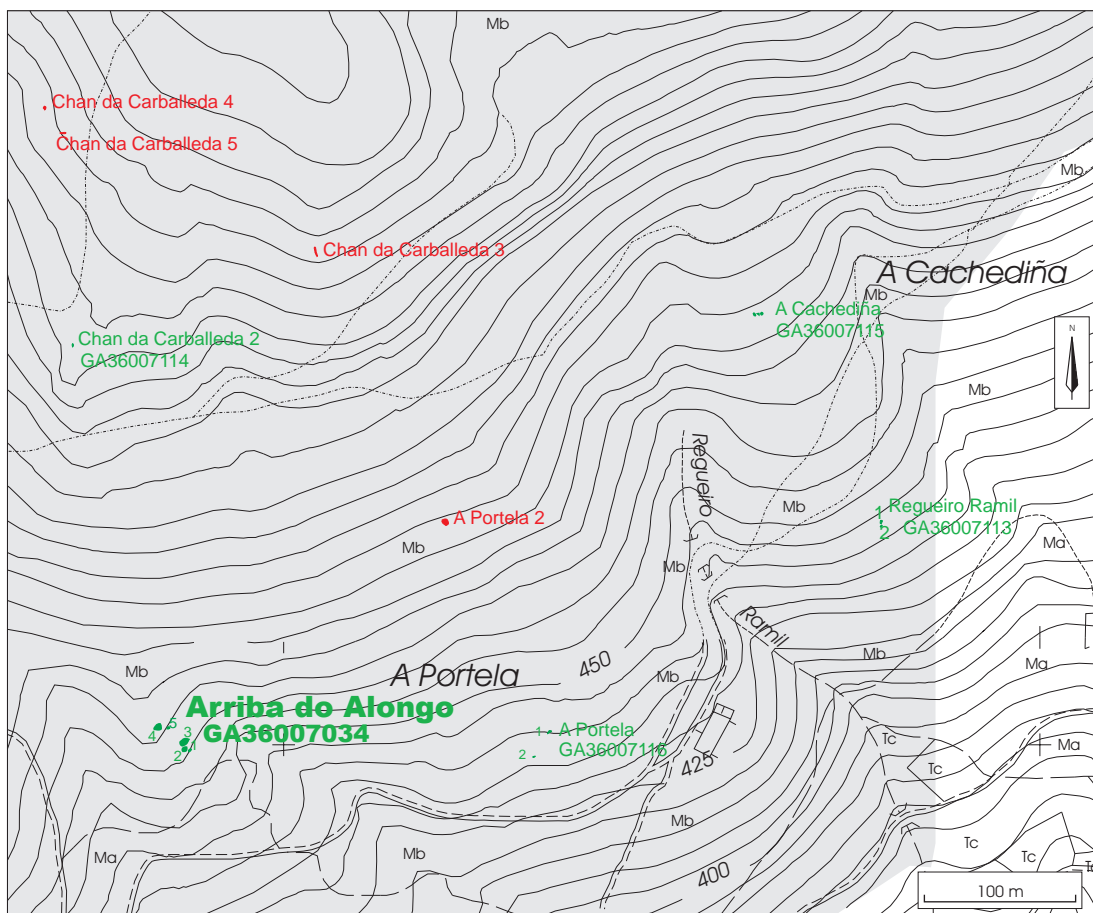 Mb
Chan da Carballeda 4
Chan da Carballeda 5
Mb
Chan da Carballeda 3
A Cachediña
Mb
A Cachediña
GA36007115
N
Chan da Carballeda 2
GA36007114
Mb
Regueiro
Mb
Regueiro Ramil
1
GA36007113
2
A Portela 2
Mb
Mb
Ma
Ramil
Mb
450
Mb
Mb
Ma
A Portela
Arriba do Alongo
GA36007034
5
4
3
1
2
1
A Portela
GA36007116
2
425
Tc
Ma
Tc
Mb
Ma
Mb
Tc
Tc
Tc
400
100 m